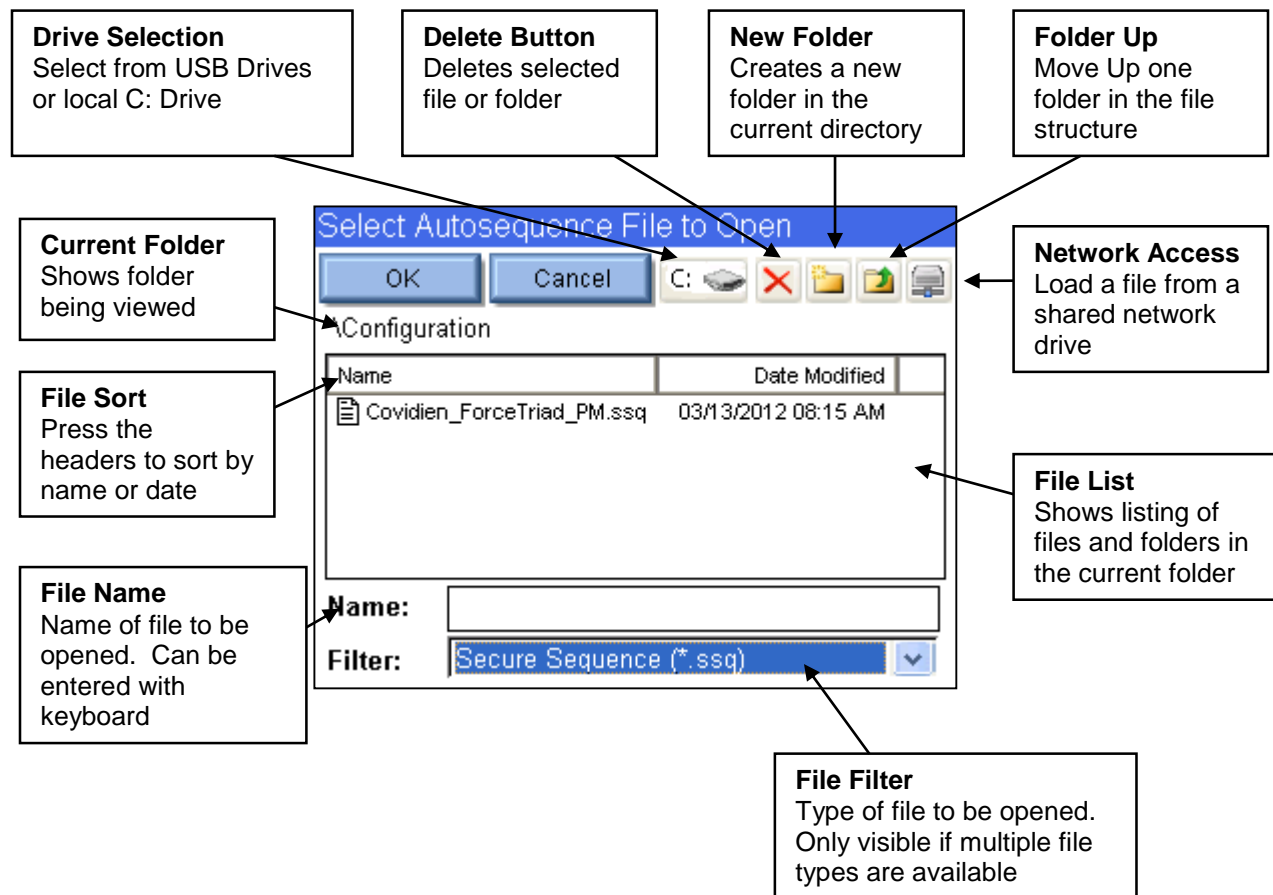 Drive Selection
Select from USB Drives
or local C: Drive
Delete Button
Deletes selected
file or folder
New Folder
Creates a new
folder in the
current directory
Folder Up
Move Up one
folder in the file
structure
Current Folder
Shows folder
being viewed
File Sort
Press the
headers to sort by
name or date
File Name
Name of file to be
opened. Can be
entered with
keyboard
Select Autosequence File to Open
OK
Cancel
C:
\Configuration
Name
Date Modified
Covidien_ForceTriad_PM.ssq
03/13/2012 08:15 AM
Name:
Filter:
Secure Sequence (*.ssq)
Network Access
Load a file from a
shared network
drive
File List
Shows listing of
files and folders in
the current folder
File Filter
Type of file to be opened.
Only visible if multiple file
types are available